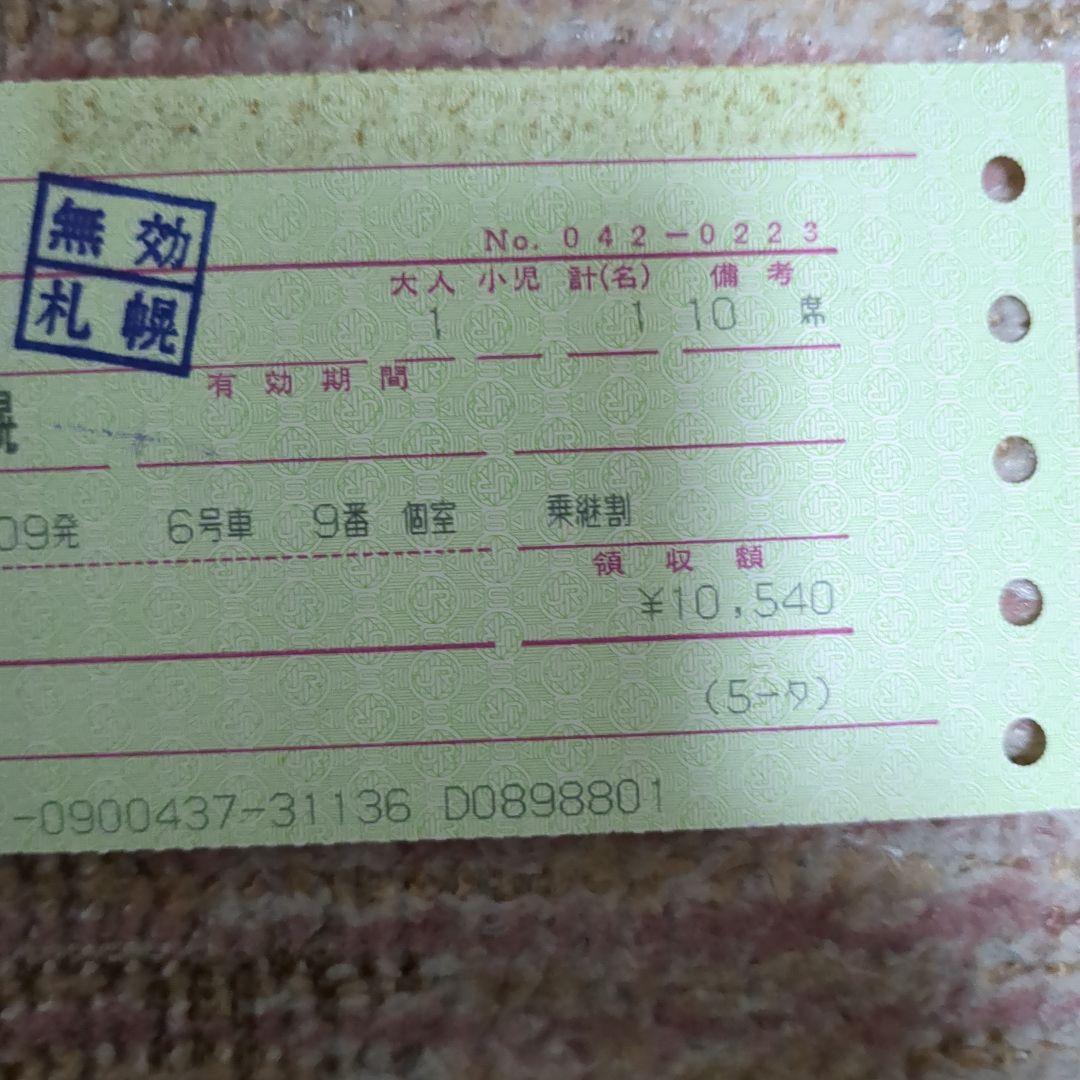 無効
札幌
No. 042-0223
大人 小児 計(名) 備考
1 1 10 席
有効期間
幌
09発 6号車 9番 個室 乗継割
領収額
¥10,540
(5-タ)
-0900437-31136 D0898801